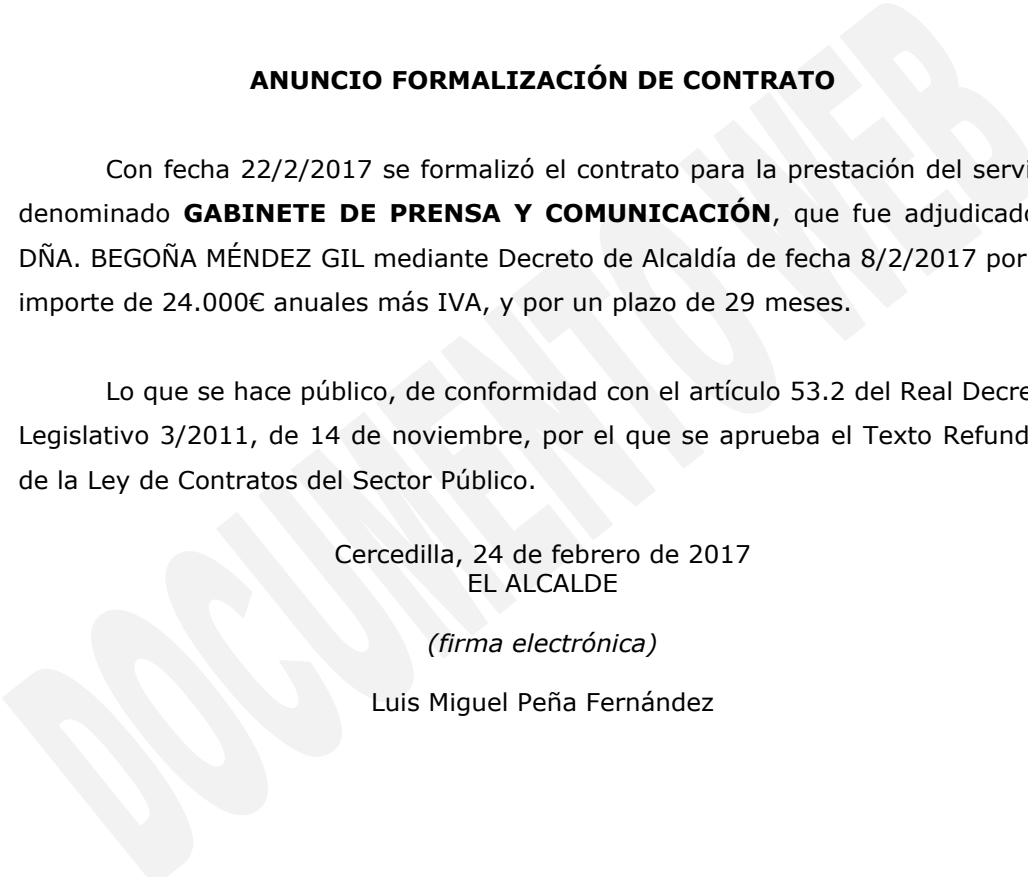 ANUNCIO FORMALIZACIÓN DE CONTRATO
Con fecha 22/2/2017 se formalizó el contrato para la prestación del servi
denominado GABINETE DE PRENSA Y COMUNICACIÓN, que fue adjudicado
DÑA. BEGOÑA MÉNDEZ GIL mediante Decreto de Alcaldía de fecha 8/2/2017 por
importe de 24.000€ anuales más IVA, y por un plazo de 29 meses.
Lo que se hace público, de conformidad con el artículo 53.2 del Real Decre
Legislativo 3/2011, de 14 de noviembre, por el que se aprueba el Texto Refund
de la Ley de Contratos del Sector Público.
Cercedilla, 24 de febrero de 2017
EL ALCALDE
(firma electrónica)
Luis Miguel Peña Fernández
DOCUMENTO WEB